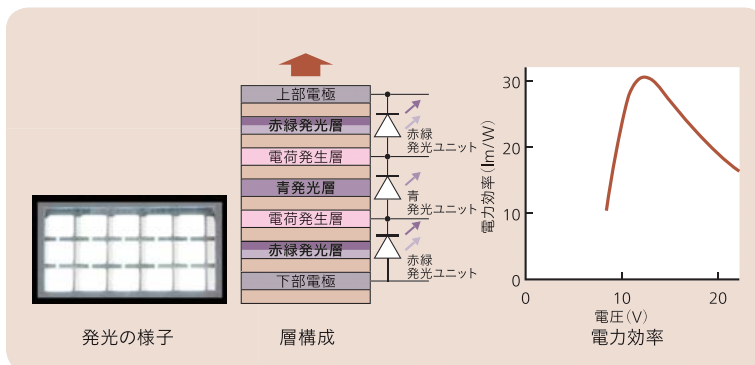 上部電極
赤緑発光層
電荷発生層
青発光層
電荷発生層
赤緑発光層
下部電極
赤緑
発光ユニット
青
発光ユニット
赤緑
発光ユニット
発光の様子
層構成
電力効率(lm/W)
30
20
10
0
0
10
20
電圧(V)
電力効率